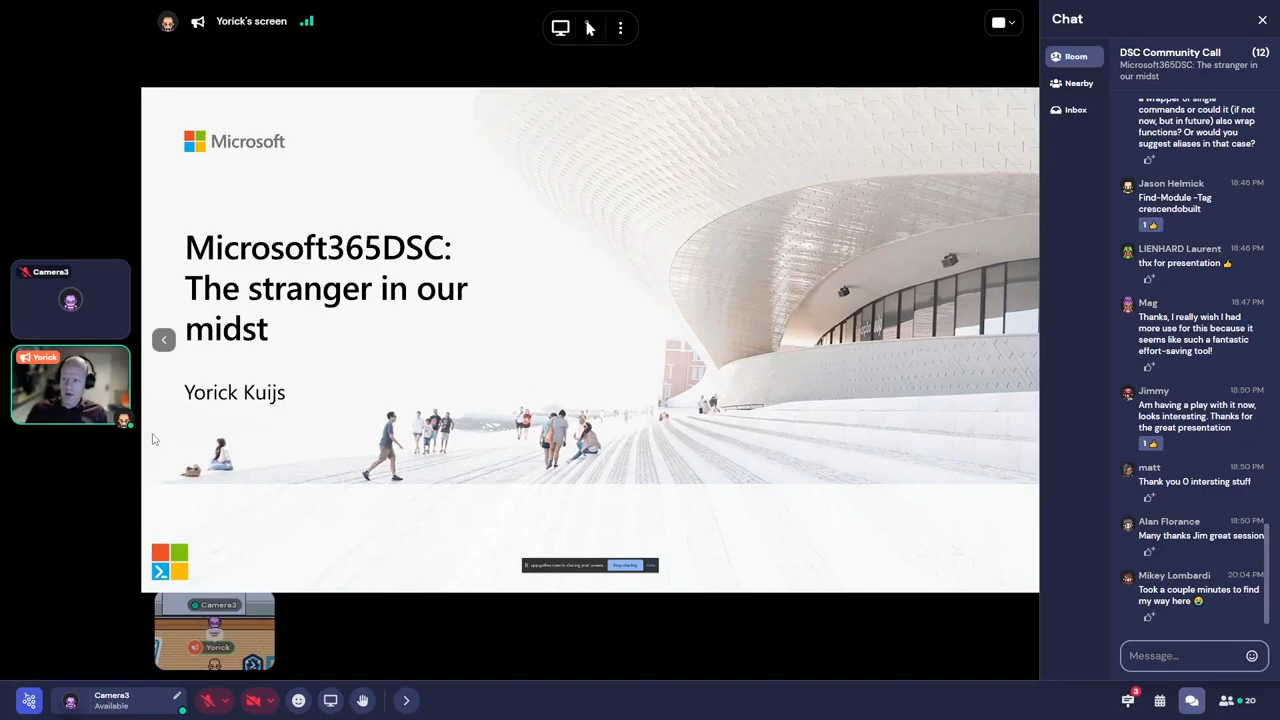 Yorick's screen
Microsoft
Microsoft365DSC:
The stranger in our
midst
Yorick Kuijs
Camera3
Yorick
Camera3
Yorick
Stop sharing
Hide
Chat
Room
Nearby
Inbox
DSC Community Call (12)
Microsoft365DSC: The stranger in
our midst
a wrapper of single
commands or could it (if not
now, but in future) also wrap
functions? Or would you
suggest aliases in that case?
Jason Helmick 18:46 PM
Find-Module -Tag
crescendobuilt
1 👍
LIENHARD Laurent 18:46 PM
thx for presentation 👍
Mag 18:47 PM
Thanks, I really wish I had
more use for this because it
seems like such a fantastic
effort-saving tool!
Jimmy 18:50 PM
Am having a play with it now,
looks interesting. Thanks for
the great presentation
1 👍
matt 18:50 PM
Thank you 0 intersting stuff
Alan Florance 18:50 PM
Many thanks Jim great session
Mikey Lombardi 20:04 PM
Took a couple minutes to find
my way here 😭
Message...
Camera3
Available
3
20